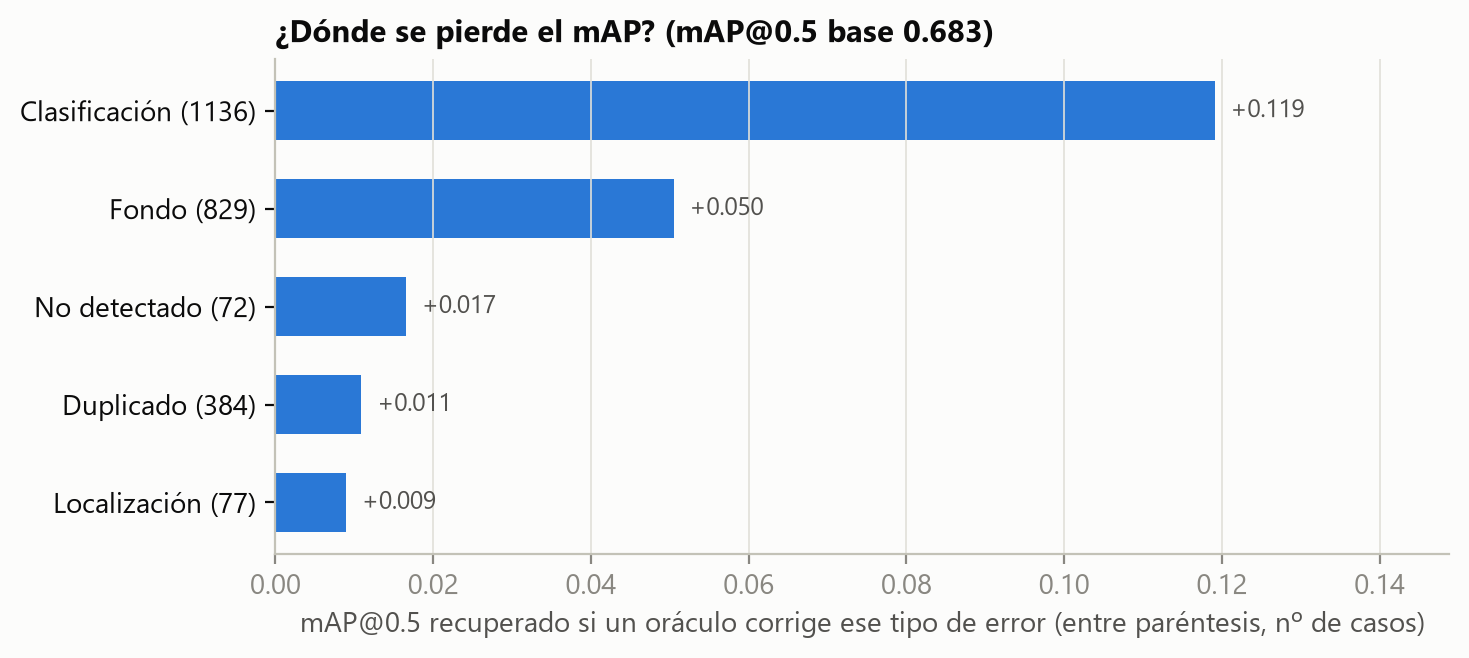 ¿Dónde se pierde el mAP? (mAP@0.5 base 0.683)
Clasificación (1136) +0.119
Fondo (829) +0.050
No detectado (72) +0.017
Duplicado (384) +0.011
Localización (77) +0.009
0.00 0.02 0.04 0.06 0.08 0.10 0.12 0.14
mAP@0.5 recuperado si un oráculo corrige ese tipo de error (entre paréntesis, nº de casos)